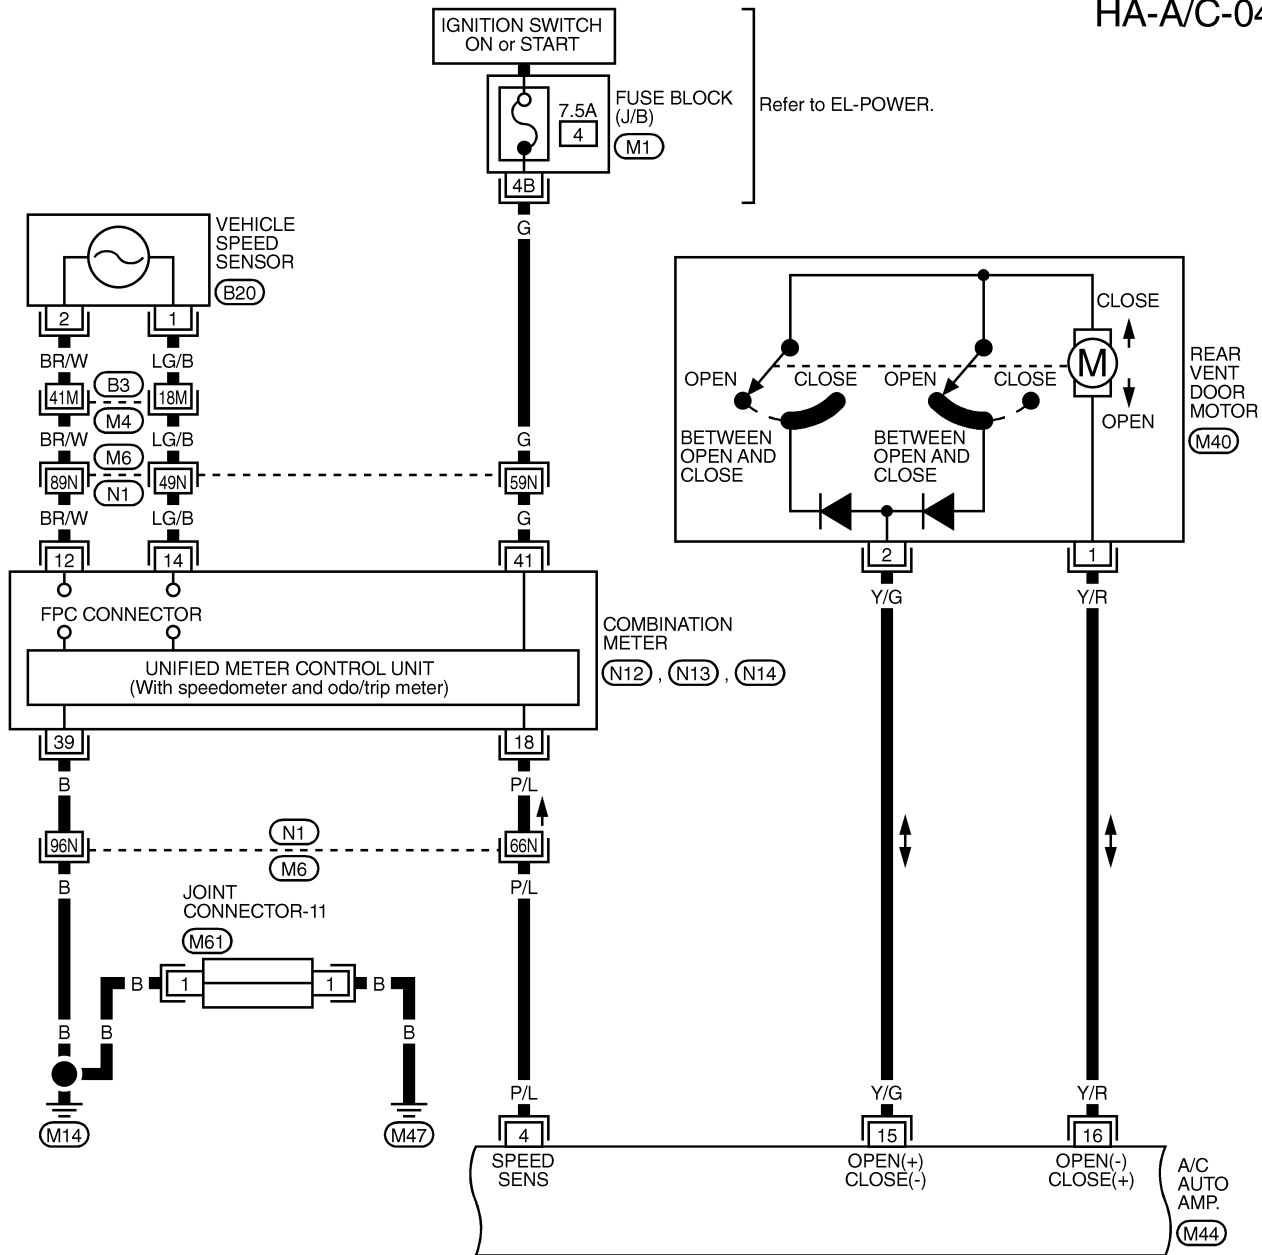 HA-A/C-04
IGNITION SWITCH
ON or START
7.5A
4
FUSE BLOCK
(J/B)
M1
Refer to EL-POWER.
4B
G
VEHICLE
SPEED
SENSOR
B20
2
1
BR/W
LG/B
41M
B3
18M
M4
BR/W
LG/B
G
M6
89N
49N
59N
N1
BR/W
LG/B
G
12
14
41
FPC CONNECTOR
UNIFIED METER CONTROL UNIT
(With speedometer and odo/trip meter)
COMBINATION
METER
N12 , N13 , N14
39
18
B
P/L
96N
N1
66N
M6
B
P/L
JOINT
CONNECTOR-11
M61
B
1
1
B
B
B
B
M14
M47
CLOSE
M
OPEN
REAR
VENT
DOOR
MOTOR
M40
OPEN
CLOSE
OPEN
CLOSE
BETWEEN
OPEN AND
CLOSE
BETWEEN
OPEN AND
CLOSE
2
1
Y/G
Y/R
P/L
Y/G
Y/R
4
15
16
SPEED
SENS
OPEN(+)
CLOSE(-)
OPEN(-)
CLOSE(+)
A/C
AUTO
AMP.
M44